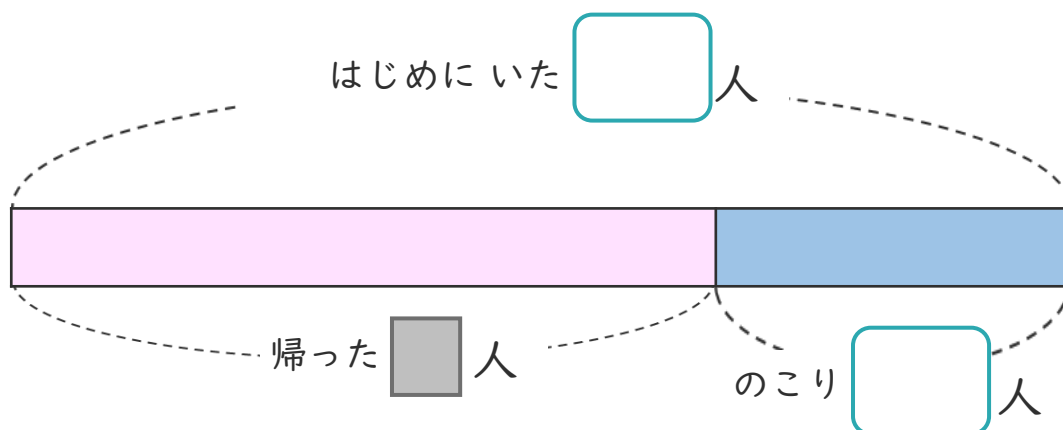 はじめに いた 人
帰った 人
のこり 人